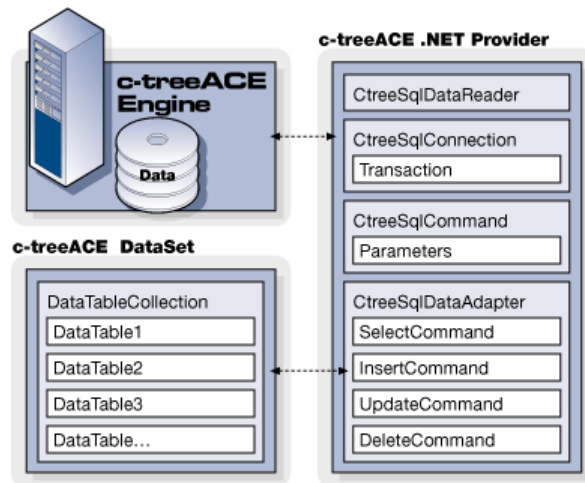 c-treeACE
Engine
Data
c-treeACE DataSet
DataTableCollection
DataTable1
DataTable2
DataTable3
DataTable...
c-treeACE .NET Provider
CtreeSqlDataReader
CtreeSqlConnection
Transaction
CtreeSqlCommand
Parameters
CtreeSqlDataAdapter
SelectCommand
InsertCommand
UpdateCommand
DeleteCommand